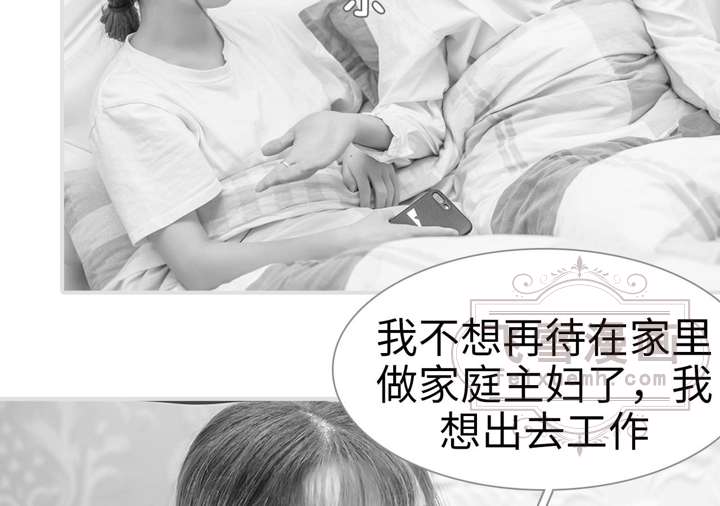 我不想再待在家里
做家庭主妇了，我
想出去工作